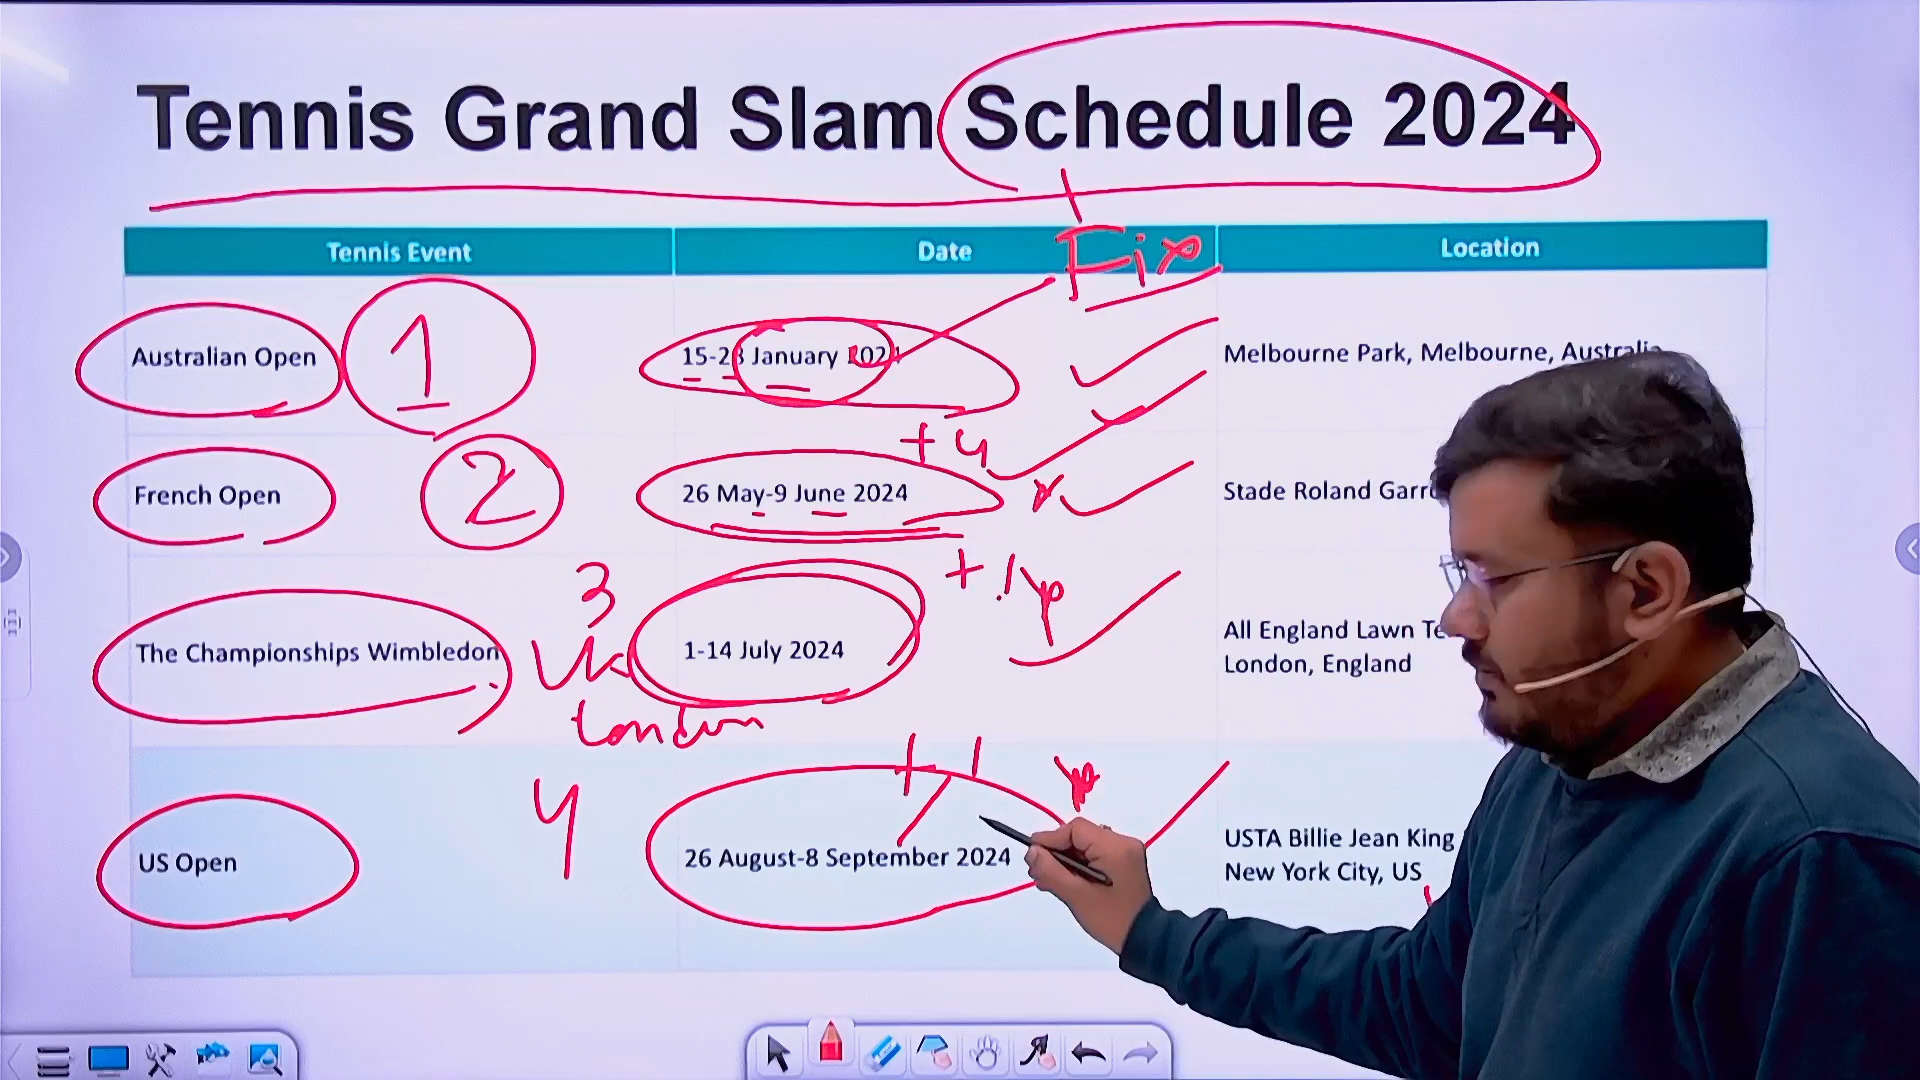 Tennis Grand Slam Schedule 2024
Fix
Tennis Event Date Location
Australian Open 1 15-28 January 2024 Melbourne Park, Melbourne, Australia
+4
French Open 2 26 May-9 June 2024 Stade Roland
+1
3
The Championships Wimbledon UK 1-14 July 2024 All England Lawn
London, England
London
+1
US Open 4 26 August-8 September 2024 USTA Billie Jean King
New York City, US